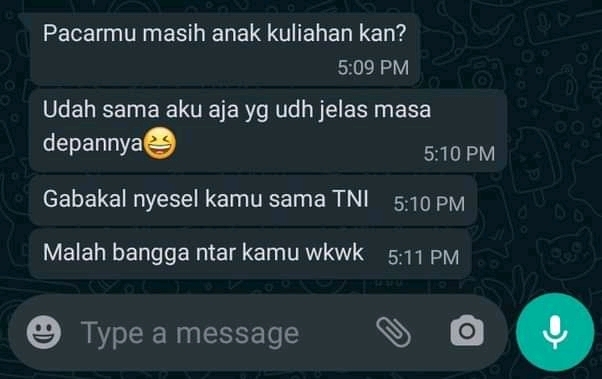 Pacarmu masih anak kuliahan kan?
5:09 PM
Udah sama aku aja yg udh jelas masa
depannya😆
5:10 PM
Gabakal nyesel kamu sama TNI 5:10 PM
Malah bangga ntar kamu wkwk 5:11 PM
Type a message